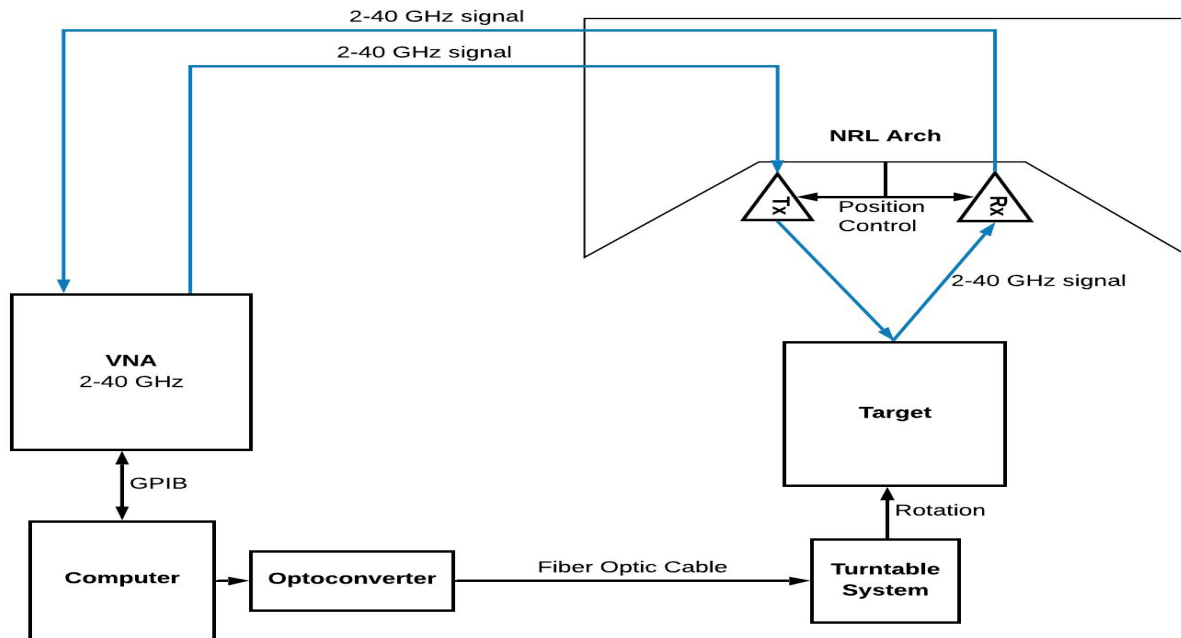 2-40 GHz signal
2-40 GHz signal
NRL Arch
Tx
Position
Control
Rx
2-40 GHz signal
VNA
2-40 GHz
Target
GPIB
Rotation
Computer
Optoconverter
Fiber Optic Cable
Turntable
System